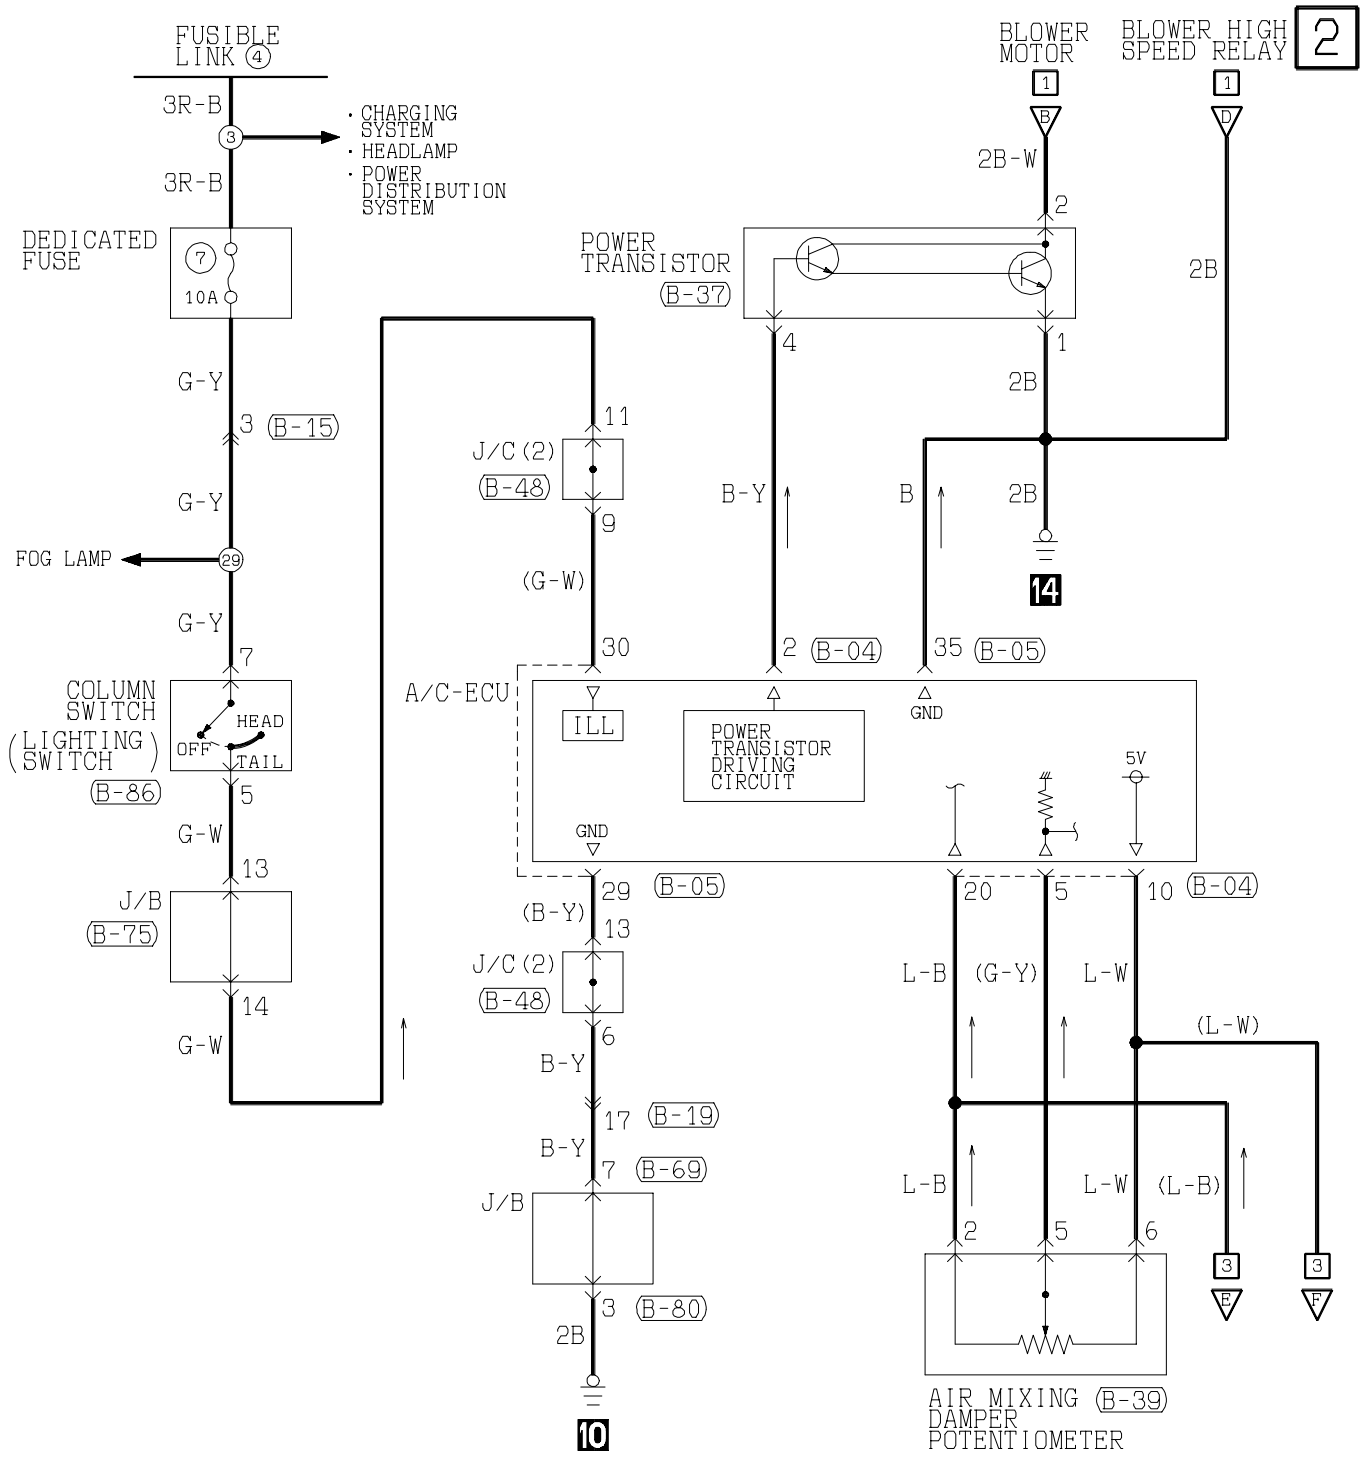 FUSIBLE
LINK 4
BLOWER
MOTOR
BLOWER HIGH
SPEED RELAY
2
1
1
B
D
3R-B
3
· CHARGING
SYSTEM
· HEADLAMP
· POWER
DISTRIBUTION
SYSTEM
3R-B
2B-W
2
DEDICATED
FUSE
7
10A
POWER
TRANSISTOR
(B-37)
2B
4
1
G-Y
2B
3 (B-15)
11
J/C(2)
(B-48)
9
G-Y
B-Y
B
2B
FOG LAMP
29
(G-W)
14
G-Y
7
30
2 (B-04)
35 (B-05)
COLUMN
SWITCH
(LIGHTING
SWITCH)
HEAD
OFF
TAIL
(B-86)
5
A/C-ECU
ILL
GND
POWER
TRANSISTOR
DRIVING
CIRCUIT
5V
G-W
GND
13
J/B
(B-75)
14
29
(B-05)
20
5
10 (B-04)
(B-Y)
13
J/C(2)
(B-48)
6
L-B
(G-Y)
L-W
(L-W)
G-W
B-Y
17 (B-19)
B-Y
7 (B-69)
J/B
L-B
L-W
(L-B)
2
5
6
3
3
E
F
3 (B-80)
2B
10
AIR MIXING (B-39)
DAMPER
POTENTIOMETER